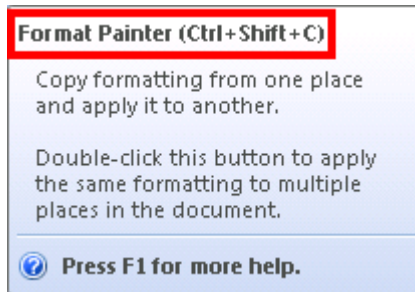 Format Painter (Ctrl+Shift+C)
Copy formatting from one place
and apply it to another.
Double-click this button to apply
the same formatting to multiple
places in the document.
Press F1 for more help.